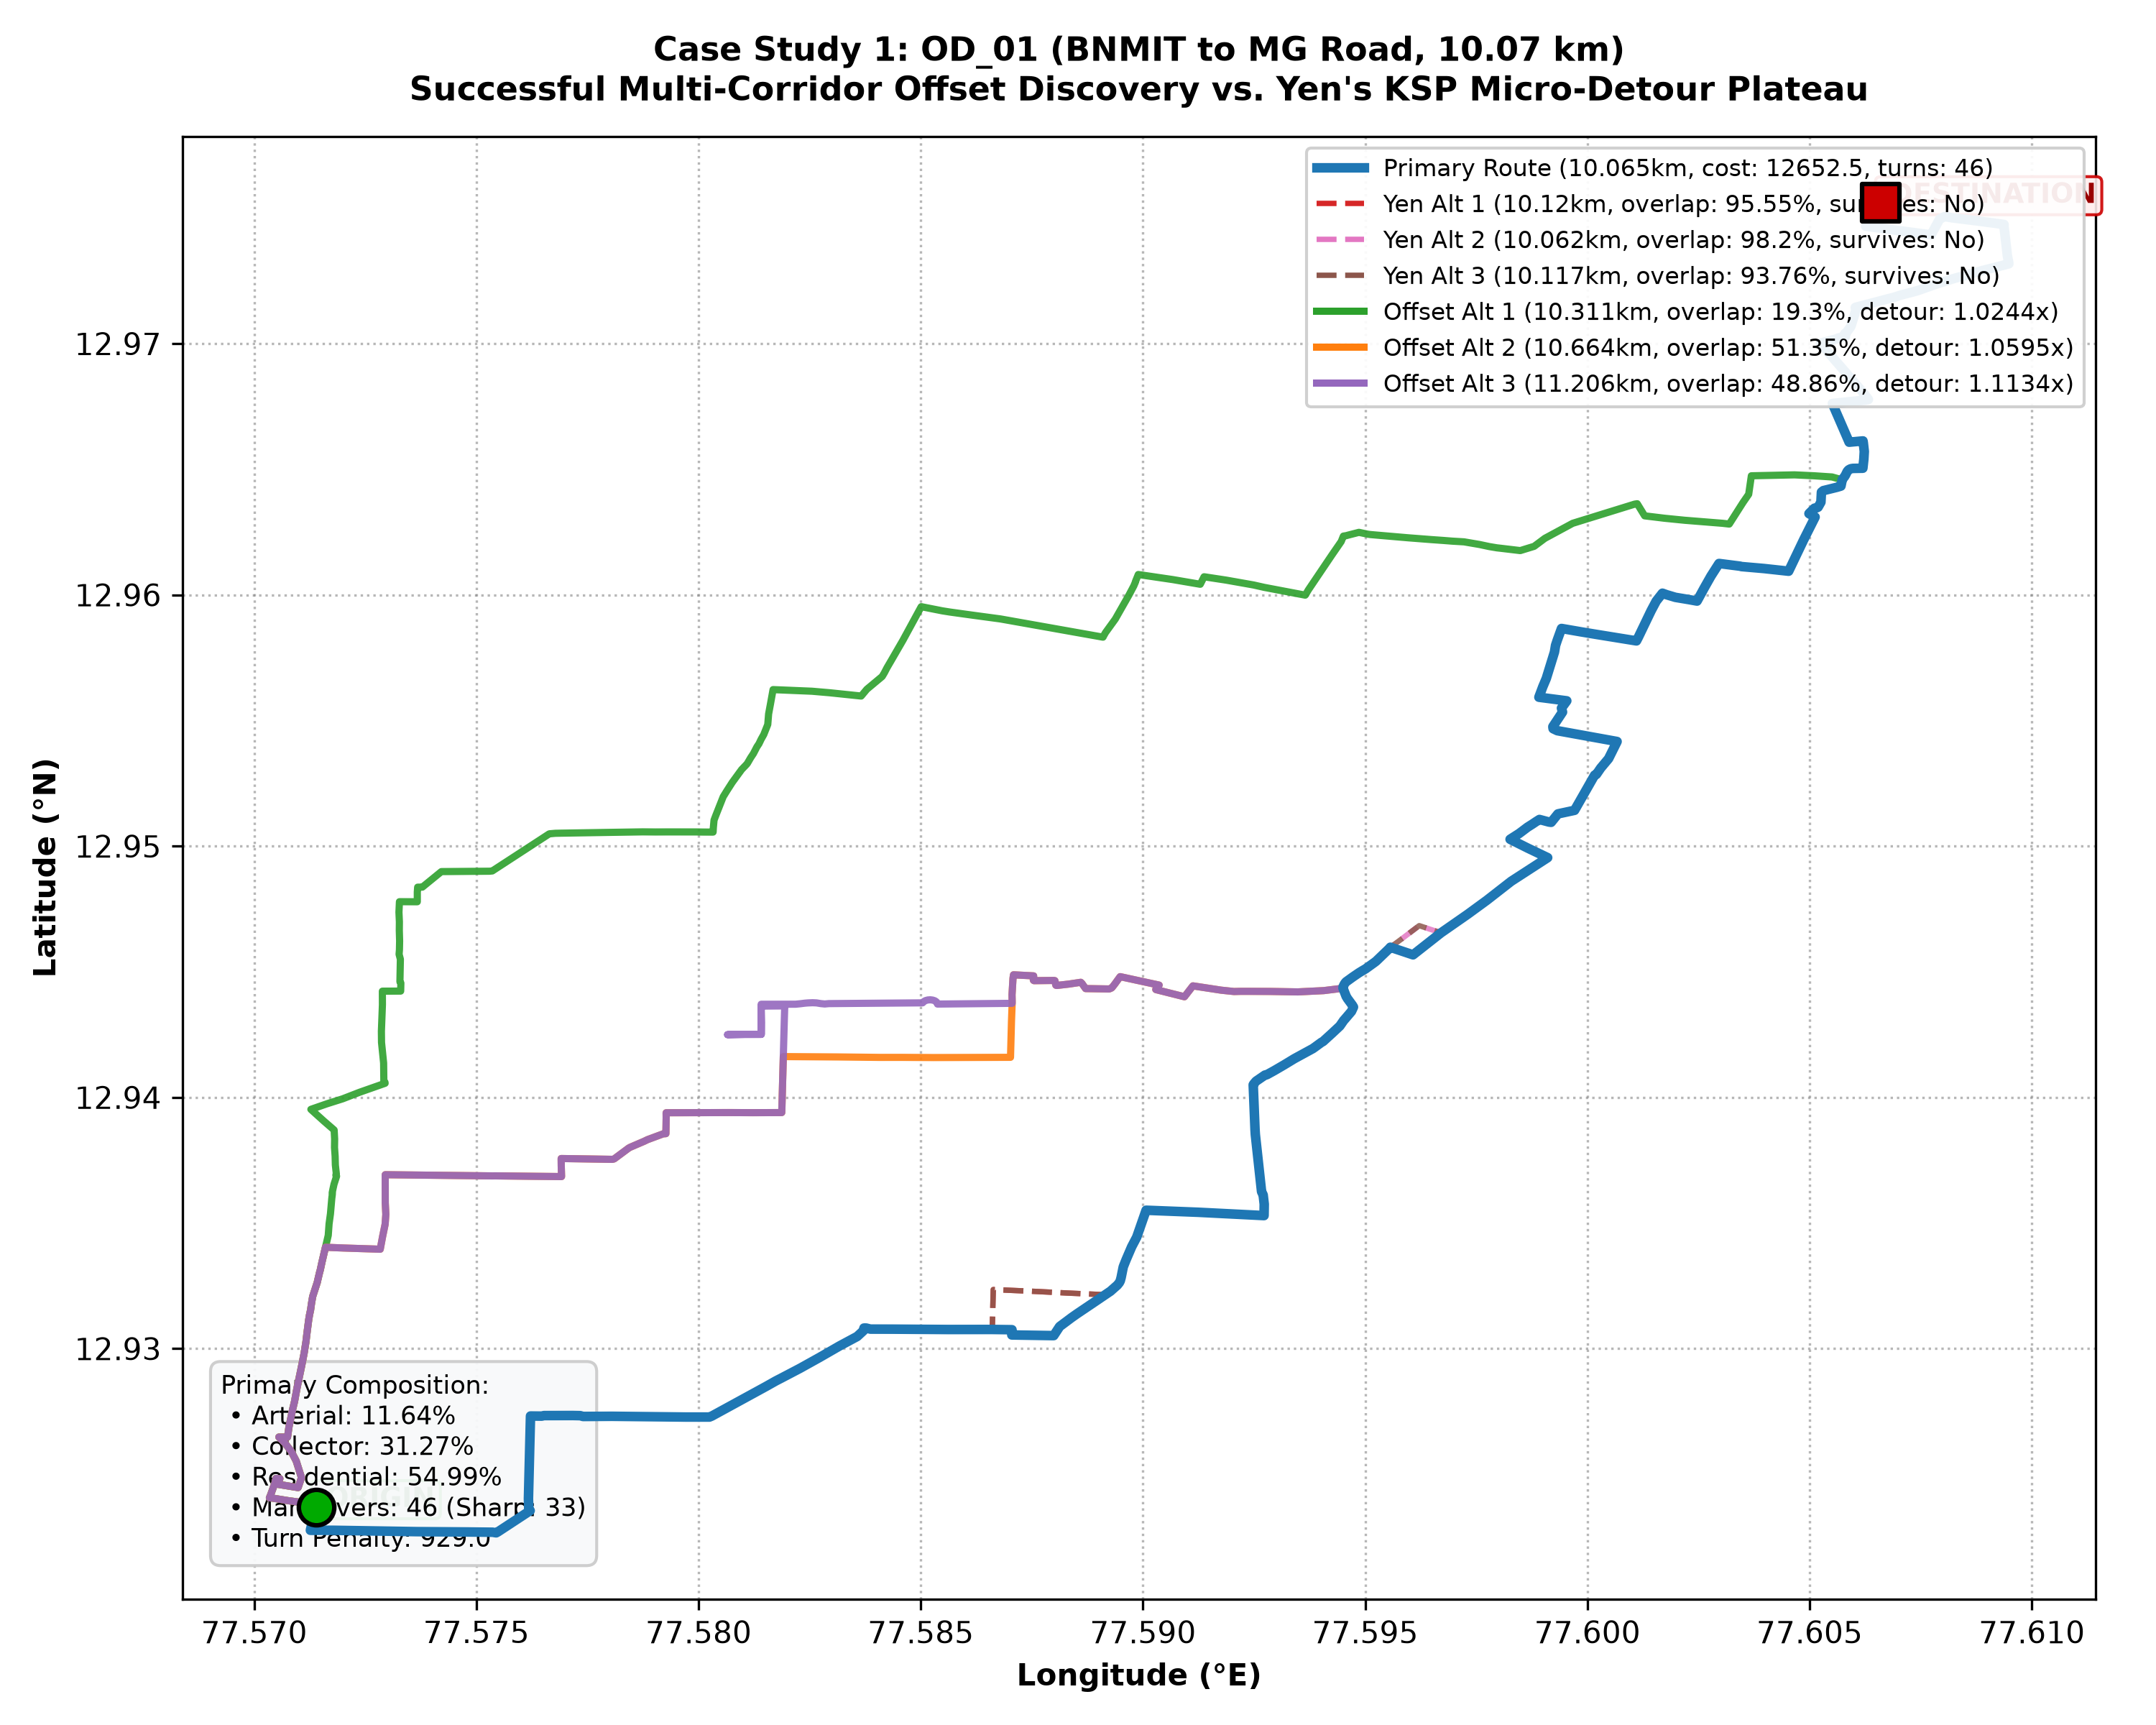 Case Study 1: OD_01 (BNMIT to MG Road, 10.07 km)
Successful Multi-Corridor Offset Discovery vs. Yen's KSP Micro-Detour Plateau
Primary Route (10.065km, cost: 12652.5, turns: 46)
DESTINATION
Yen Alt 1 (10.12km, overlap: 95.55%, survives: No)
Yen Alt 2 (10.062km, overlap: 98.2%, survives: No)
Yen Alt 3 (10.117km, overlap: 93.76%, survives: No)
Offset Alt 1 (10.311km, overlap: 19.3%, detour: 1.0244x)
Offset Alt 2 (10.664km, overlap: 51.35%, detour: 1.0595x)
Offset Alt 3 (11.206km, overlap: 48.86%, detour: 1.1134x)
12.97
12.96
12.95
12.94
12.93
Latitude (°N)
Primary Composition:
• Arterial: 11.64%
• Collector: 31.27%
• Residential: 54.99%
ORIGIN
• Maneuvers: 46 (Sharp: 33)
• Turn Penalty: 929.0
77.570
77.575
77.580
77.585
77.590
77.595
77.600
77.605
77.610
Longitude (°E)